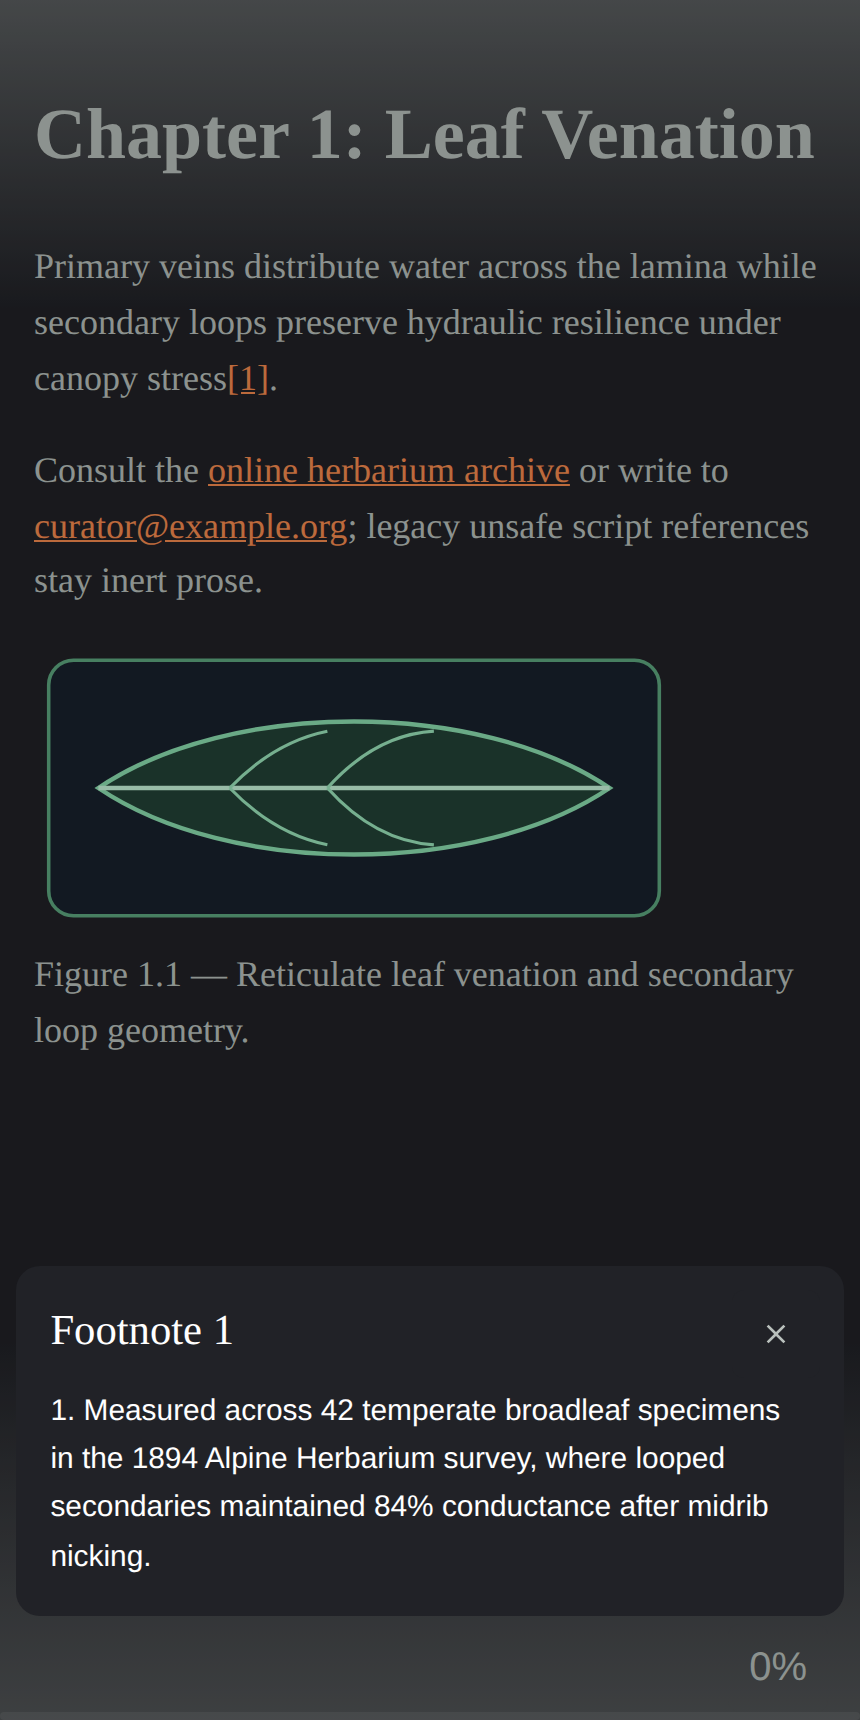 Chapter 1: Leaf Venation
Primary veins distribute water across the lamina while
secondary loops preserve hydraulic resilience under
canopy stress[1].
Consult the online herbarium archive or write to
curator@example.org; legacy unsafe script references
stay inert prose.
Figure 1.1 — Reticulate leaf venation and secondary
loop geometry.
Footnote 1
1. Measured across 42 temperate broadleaf specimens
in the 1894 Alpine Herbarium survey, where looped
secondaries maintained 84% conductance after midrib
nicking.
0%